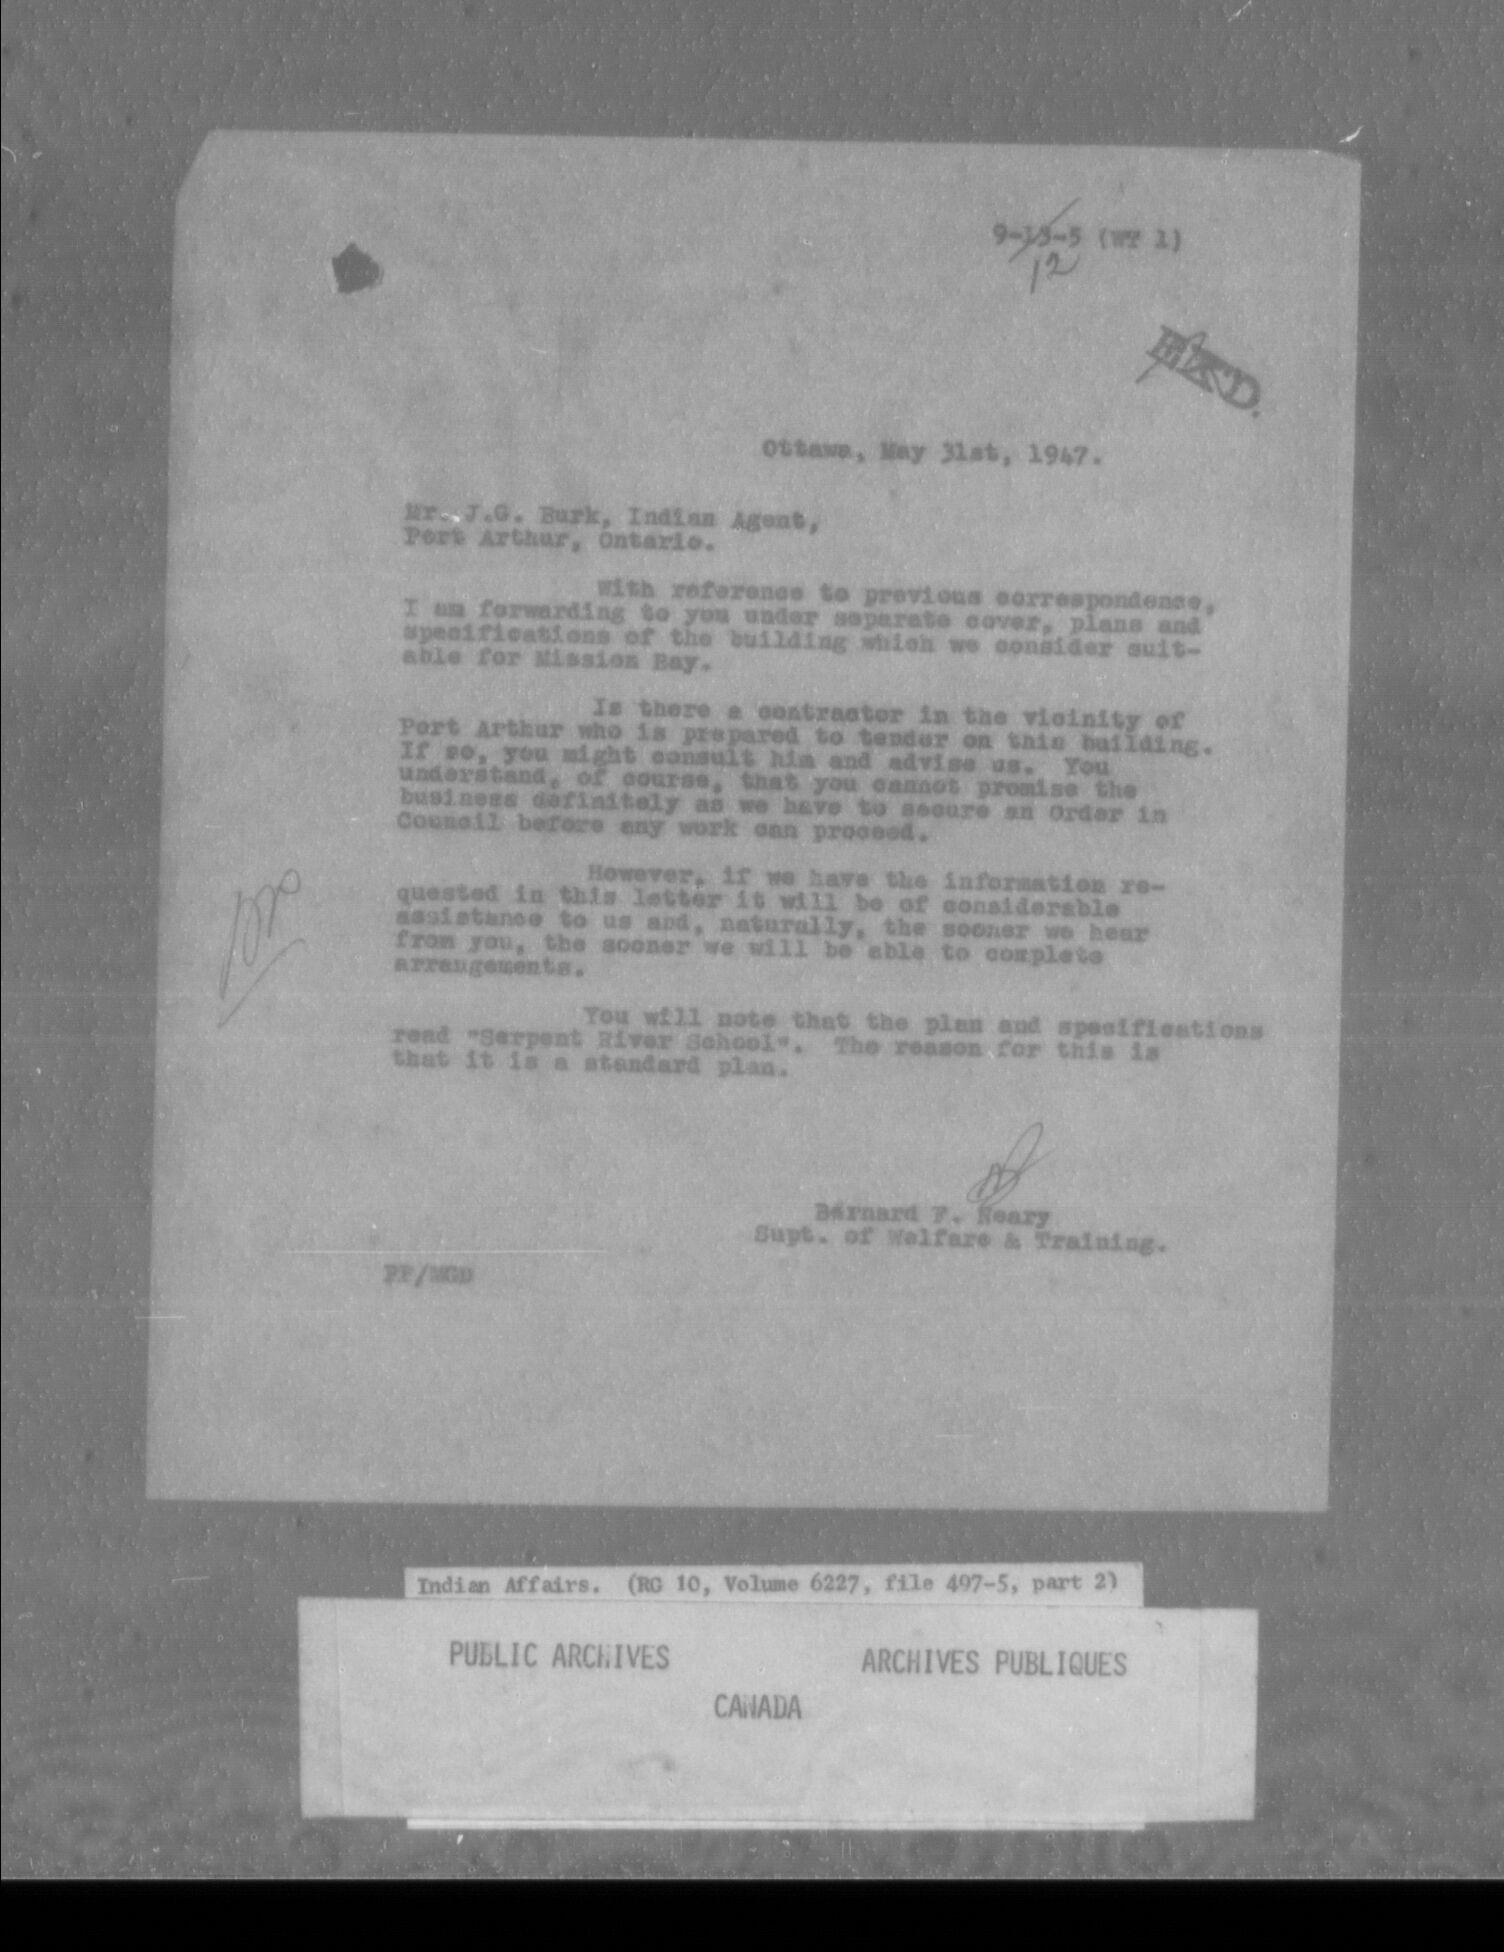 9-13-5 (WT 1)
12
Ottawa, May 31st, 1947.
Mr. J.G. Burk, Indian Agent,
Port Arthur, Ontario.
With reference to previous correspondence,
I am forwarding to you under separate cover, plans and
specifications of the building which we consider suit-
able for Mission Bay.
Is there a contractor in the vicinity of
Port Arthur who is prepared to tender on this building.
If so, you might consult him and advise us. You
understand, of course, that you cannot promise the
business definitely as we have to secure an Order in
Council before any work can proceed.
However, if we have the information re-
quested in this letter it will be of considerable
assistance to us and, naturally, the sooner we hear
from you, the sooner we will be able to complete
arrangements.
You will note that the plan and specifications
read "Serpent River School". The reason for this is
that it is a standard plan.
Bernard F. Neary
Supt. of Welfare & Training.
PF/MGD
Indian Affairs. (RG 10, Volume 6227, file 497-5, part 2)
PUBLIC ARCHIVES ARCHIVES PUBLIQUES
CANADA